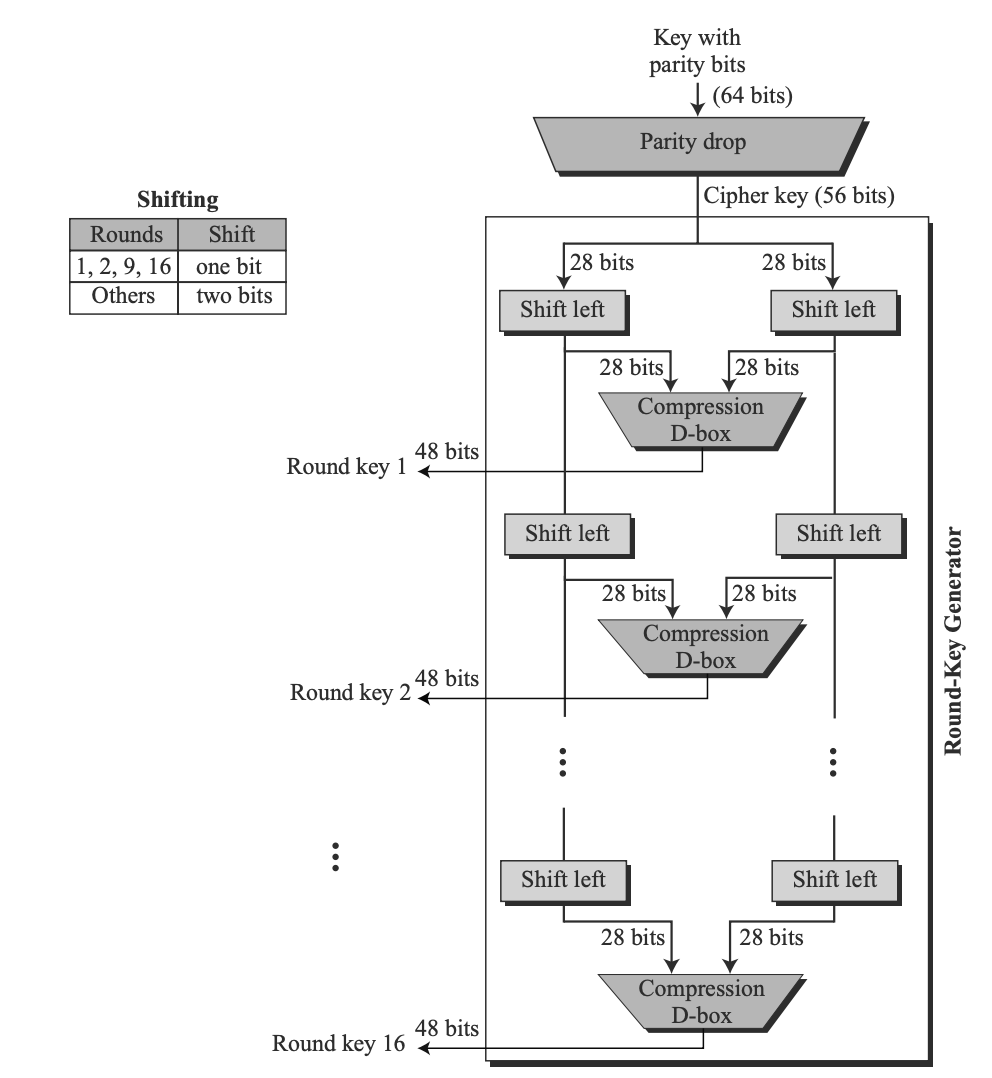 Key with
parity bits
(64 bits)
Parity drop
Cipher key (56 bits)
Shifting
Rounds Shift
1, 2, 9, 16 one bit
Others two bits
28 bits 28 bits
Shift left Shift left
28 bits 28 bits
Compression
D-box
48 bits
Round key 1
Shift left Shift left
28 bits 28 bits
Compression
D-box
48 bits
Round key 2
Round-Key Generator
Shift left Shift left
28 bits 28 bits
Compression
D-box
48 bits
Round key 16